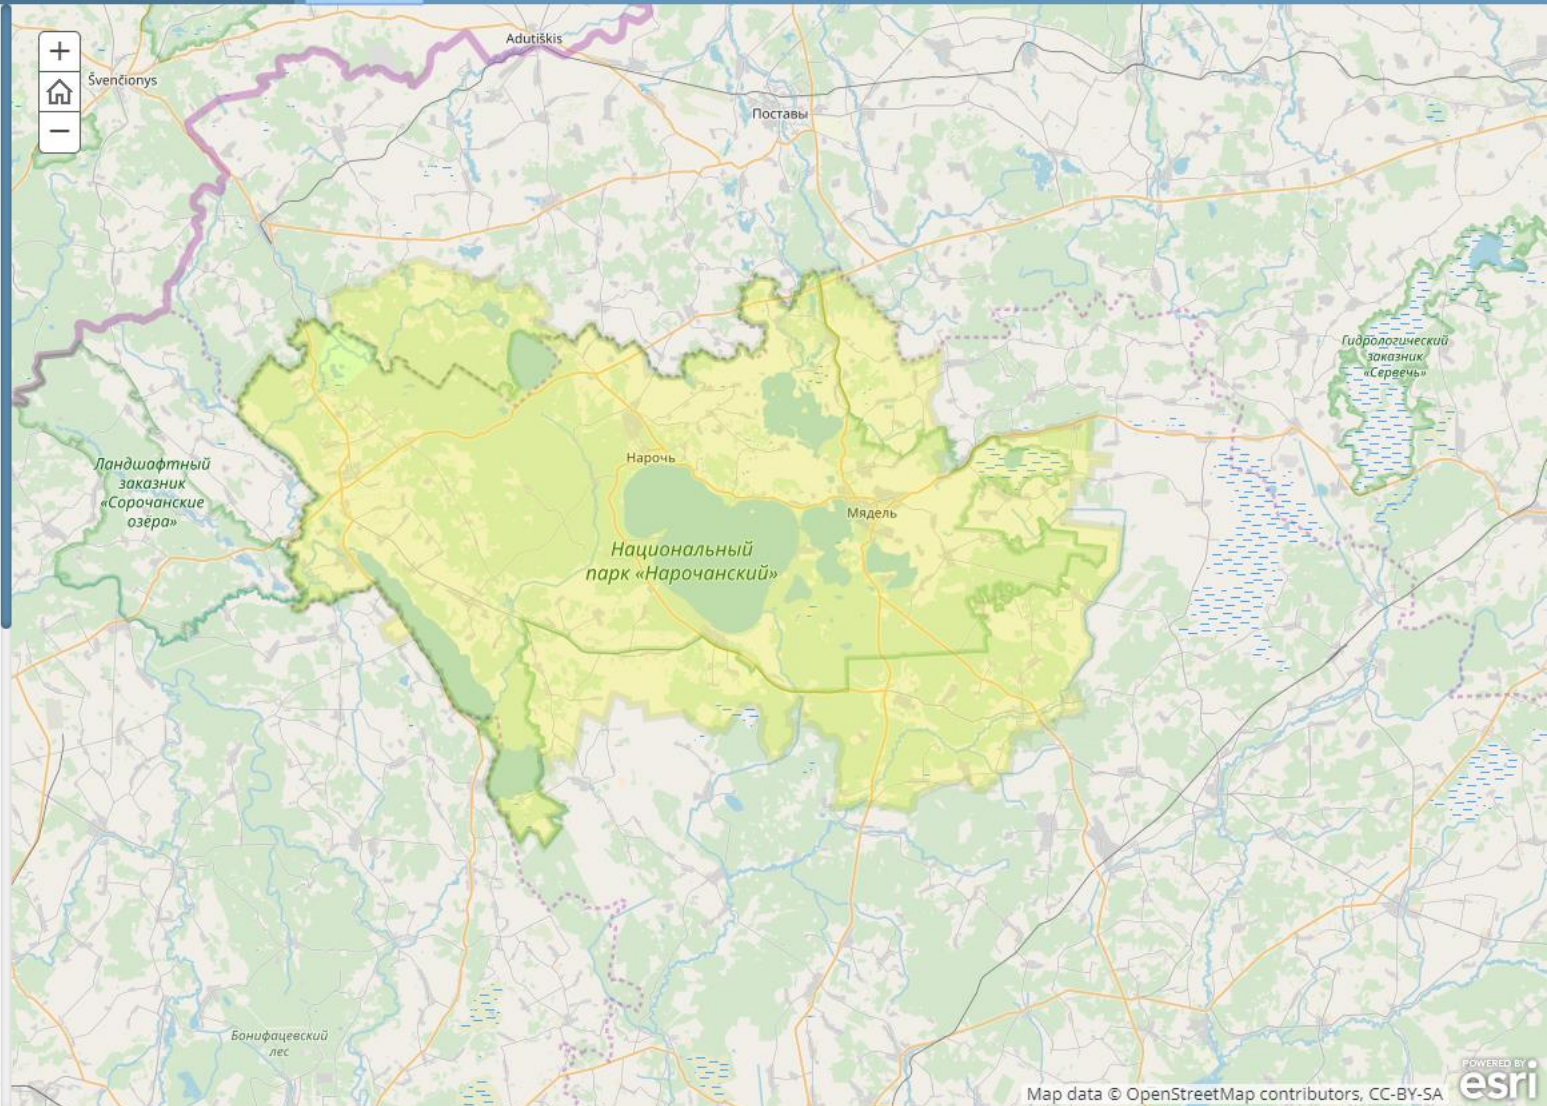 +
−
Adutiškis
Švenčionys
Поставы
Гидрологический
заказник
«Сервечь»
Ландшафтный
заказник
«Сорочанские
озёра»
Нарочь
Мядель
Национальный
парк «Нарочанский»
Бонифацевский
лес
POWERED BY
esri
Map data © OpenStreetMap contributors, CC-BY-SA